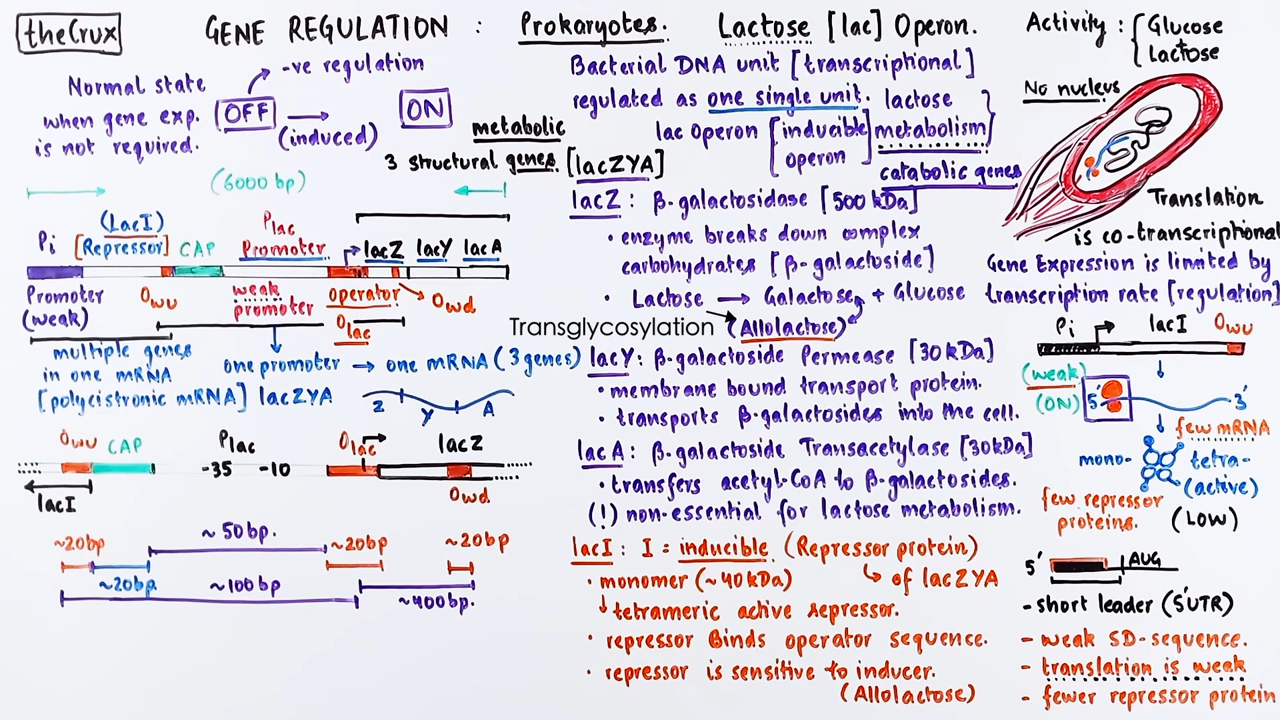 theCrux
GENE REGULATION : Prokaryotes. Lactose [lac] Operon.
Activity : { Glucose
Lactose
Normal state
when gene exp.
is not required.
OFF
-ve regulation
(induced)
ON
metabolic
3 structural genes [lacZYA]
(6000 bp)
Pi
(LacI)
[Repressor]
CAP
Plac
Promoter
lacZ lacY lacA
Promoter
(weak)
Owu
weak
promoter
operator
Olac
Owd
multiple genes
in one mRNA
[polycistronic mRNA] lacZYA
one promoter → one mRNA (3 genes)
Z Y A
Owu CAP Plac Olac lacZ
-35 -10
lacI
Owd
~20bp ~50bp. ~20bp ~20bp
~20bp ~100bp ~400bp.
Bacterial DNA unit [transcriptional]
regulated as one single unit.
lac Operon [inducible
operon]
lactose
metabolism
catabolic genes
lacZ : β-galactosidase [500 kDa]
• enzyme breaks down complex
carbohydrates [β-galactoside]
• Lactose → Galactose + Glucose
Transglycosylation (Allolactose)
lacY: β-galactoside Permease [30 kDa]
• membrane bound transport protein.
• transports β-galactosides into the cell.
lacA: β-galactoside Transacetylase [30kDa]
• transfers acetyl-CoA to β-galactosides.
(!) non-essential for lactose metabolism.
lacI : I = inducible (Repressor protein)
↳ of lacZYA
• monomer (~40kDa)
↓ tetrameric active repressor.
• repressor Binds operator sequence.
• repressor is sensitive to inducer.
(Allolactose)
No nucleus
Translation
is co-transcriptional
Gene Expression is limited by
transcription rate [regulation]
Pi lacI Owu
(weak)
(ON)
5' 3'
few mRNA
mono- tetra-
(active)
few repressor
proteins.
(LOW)
5' AUG
- short leader (5'UTR)
- weak SD-sequence.
- translation is weak
- fewer repressor protein